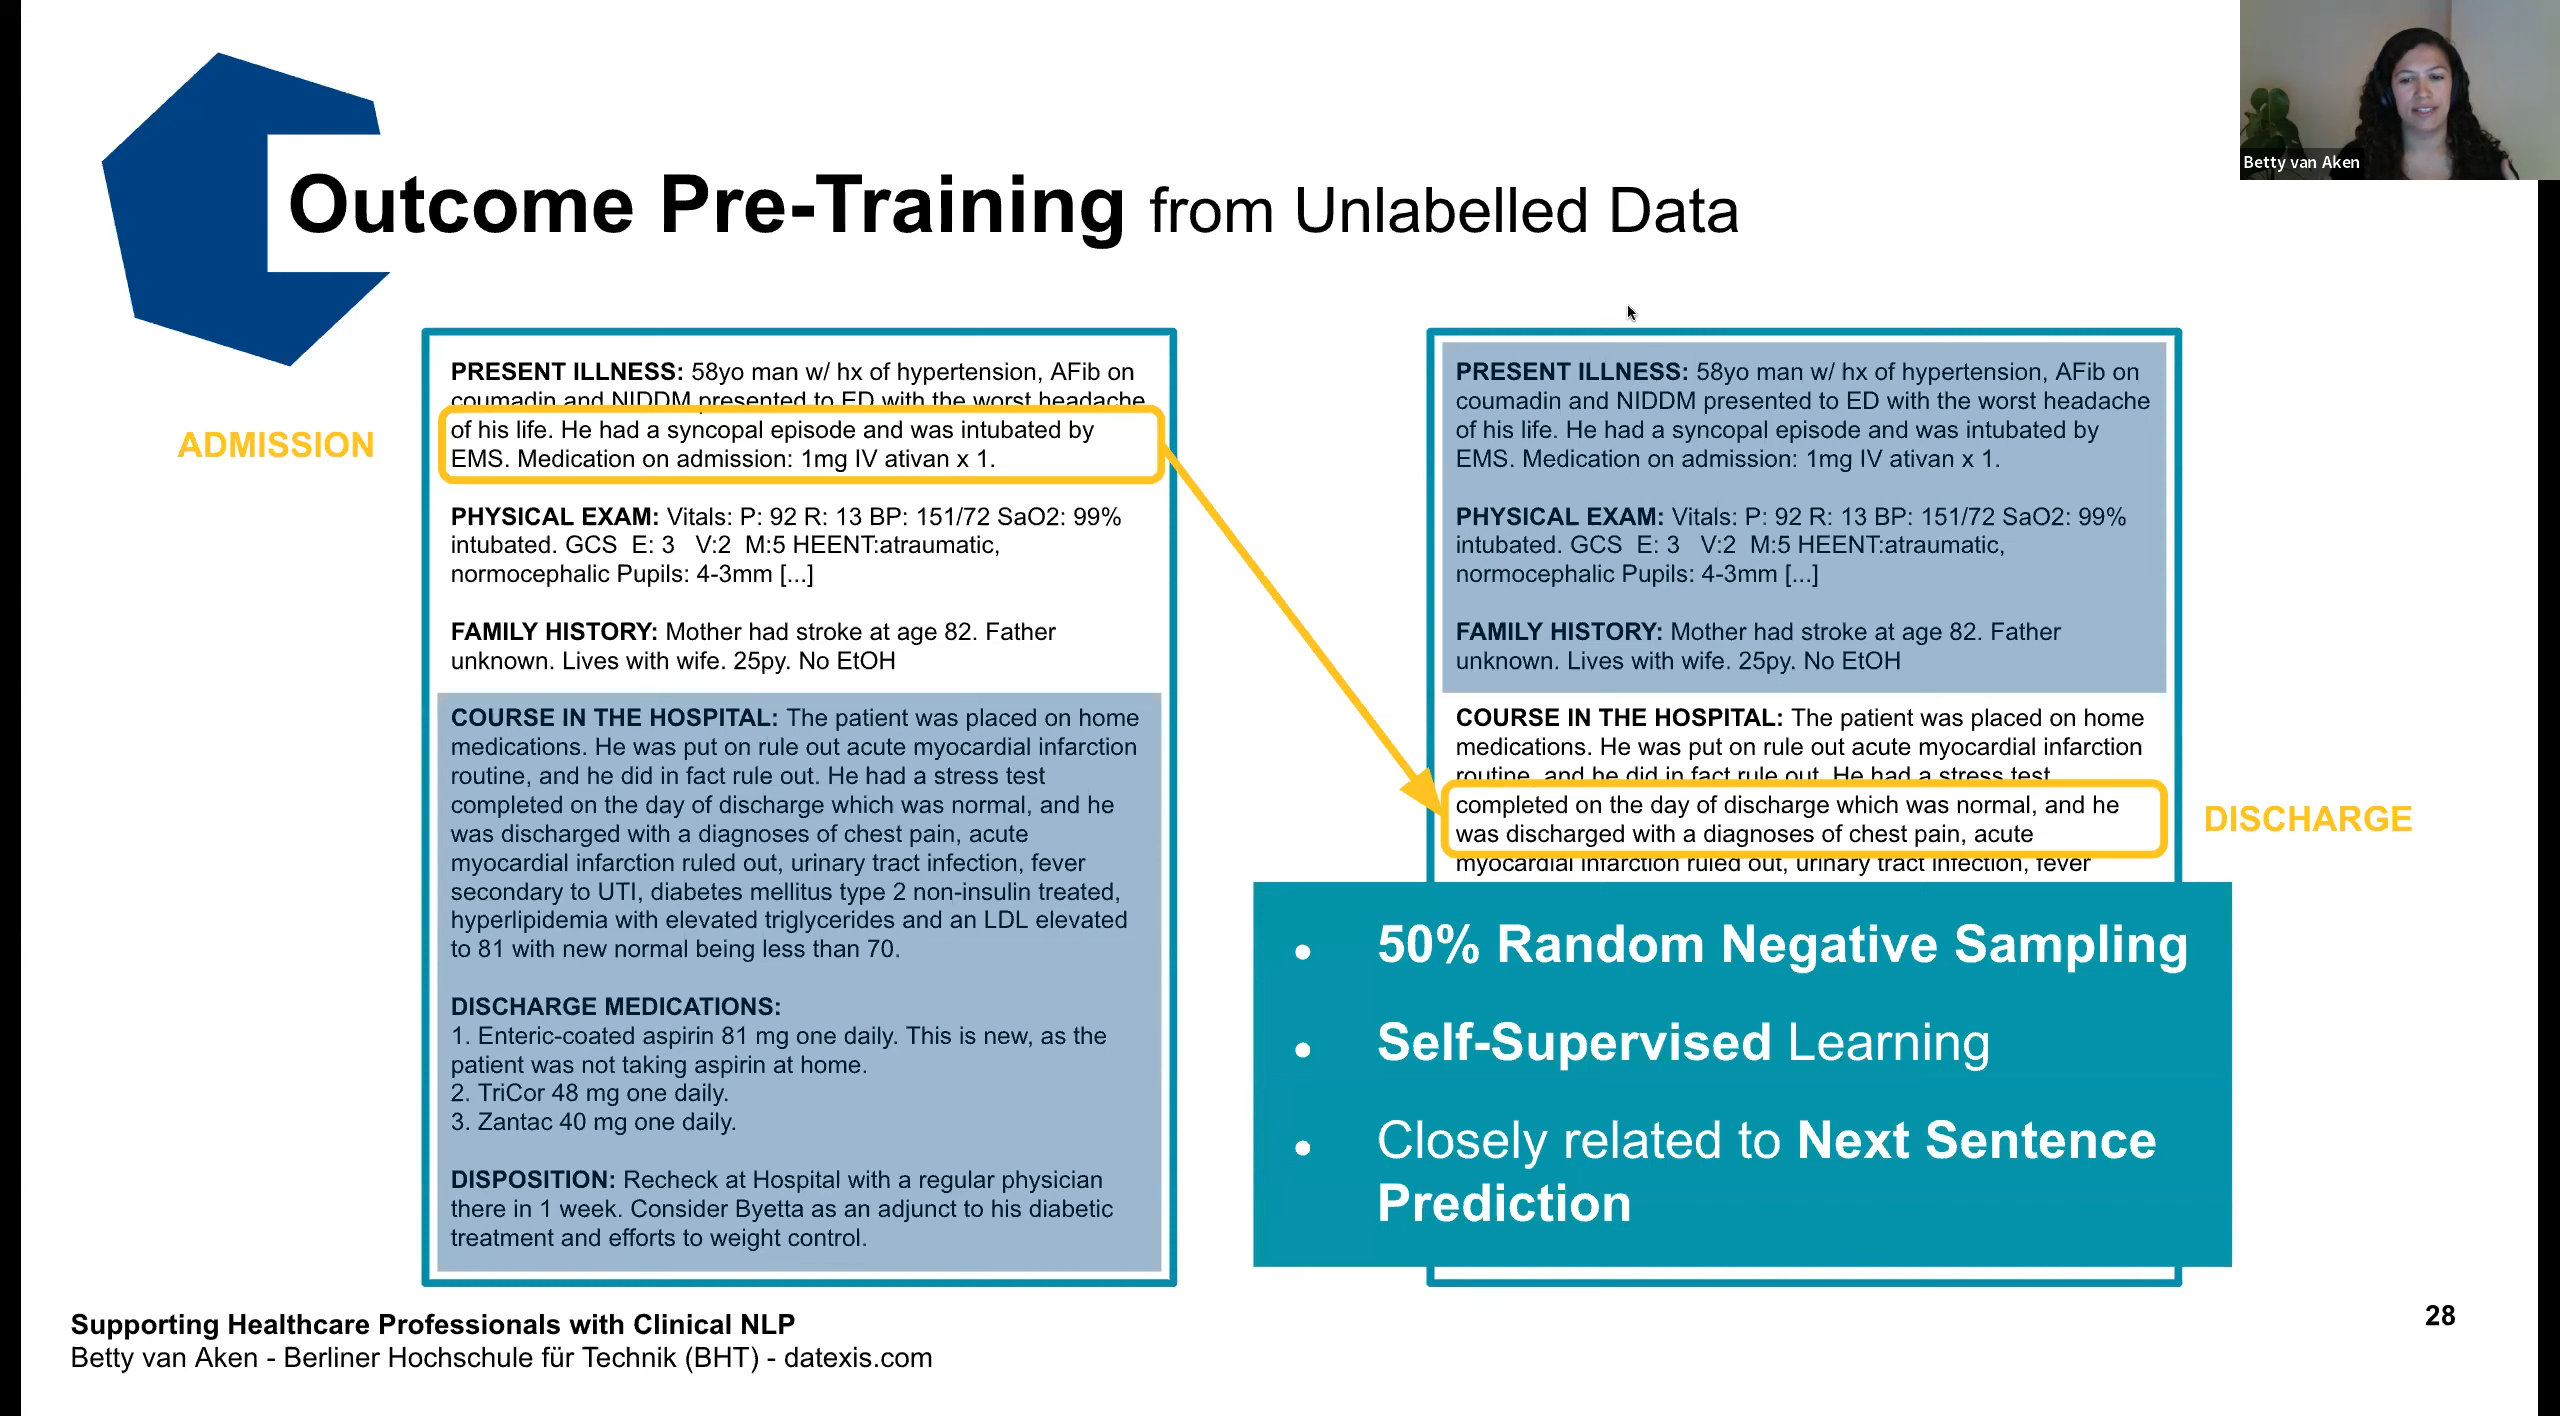 Betty van Aken
Outcome Pre-Training from Unlabelled Data
ADMISSION
PRESENT ILLNESS: 58yo man w/ hx of hypertension, AFib on
coumadin and NIDDM presented to ED with the worst headache
of his life. He had a syncopal episode and was intubated by
EMS. Medication on admission: 1mg IV ativan x 1.
PHYSICAL EXAM: Vitals: P: 92 R: 13 BP: 151/72 SaO2: 99%
intubated. GCS E: 3 V:2 M:5 HEENT:atraumatic,
normocephalic Pupils: 4-3mm [...]
FAMILY HISTORY: Mother had stroke at age 82. Father
unknown. Lives with wife. 25py. No EtOH
COURSE IN THE HOSPITAL: The patient was placed on home
medications. He was put on rule out acute myocardial infarction
routine, and he did in fact rule out. He had a stress test
completed on the day of discharge which was normal, and he
was discharged with a diagnoses of chest pain, acute
myocardial infarction ruled out, urinary tract infection, fever
secondary to UTI, diabetes mellitus type 2 non-insulin treated,
hyperlipidemia with elevated triglycerides and an LDL elevated
to 81 with new normal being less than 70.
DISCHARGE MEDICATIONS:
1. Enteric-coated aspirin 81 mg one daily. This is new, as the
patient was not taking aspirin at home.
2. TriCor 48 mg one daily.
3. Zantac 40 mg one daily.
DISPOSITION: Recheck at Hospital with a regular physician
there in 1 week. Consider Byetta as an adjunct to his diabetic
treatment and efforts to weight control.
PRESENT ILLNESS: 58yo man w/ hx of hypertension, AFib on
coumadin and NIDDM presented to ED with the worst headache
of his life. He had a syncopal episode and was intubated by
EMS. Medication on admission: 1mg IV ativan x 1.
PHYSICAL EXAM: Vitals: P: 92 R: 13 BP: 151/72 SaO2: 99%
intubated. GCS E: 3 V:2 M:5 HEENT:atraumatic,
normocephalic Pupils: 4-3mm [...]
FAMILY HISTORY: Mother had stroke at age 82. Father
unknown. Lives with wife. 25py. No EtOH
COURSE IN THE HOSPITAL: The patient was placed on home
medications. He was put on rule out acute myocardial infarction
routine, and he did in fact rule out. He had a stress test
completed on the day of discharge which was normal, and he
was discharged with a diagnoses of chest pain, acute
myocardial infarction ruled out, urinary tract infection, fever
DISCHARGE
• 50% Random Negative Sampling
• Self-Supervised Learning
• Closely related to Next Sentence
Prediction
Supporting Healthcare Professionals with Clinical NLP
Betty van Aken - Berliner Hochschule für Technik (BHT) - datexis.com
28